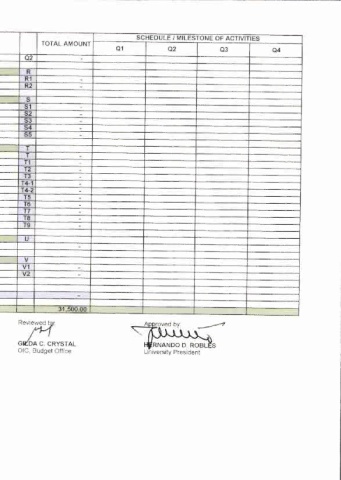 TOTAL AMOUNT SCHEDULE / MILESTONE OF ACTIVITIES
Q1 Q2 Q3 Q4
Q2 -
R
R1 -
R2 -
S
S1 -
S2 -
S3 -
S4 -
S5 -
T
T -
T1 -
T2 -
T3 -
T4-1 -
T4-2 -
T5 -
T6 -
T7 -
T8 -
T9 -
U
-
V
V1 -
V2 -
-
31,500.00
Reviewed by: Approved by:
GILDA C. CRYSTAL HERNANDO D. ROBLES
OIC, Budget Office University President